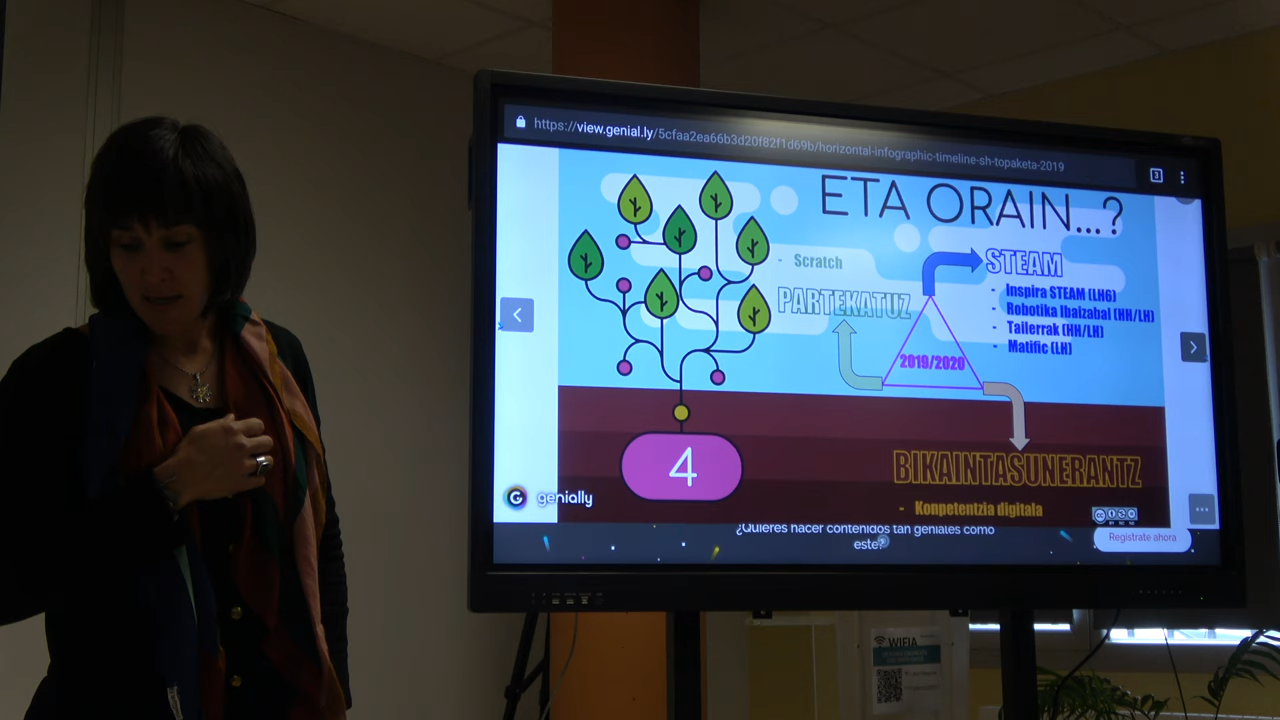 https://view.genial.ly/5cfaa2ea66b3d20f82f1d69b/horizontal-infographic-timeline-sh-topaketa-2019
3
ETA ORAIN...?
- Scratch
PARTEKATUZ
STEAM
- Inspira STEAM (LH6)
- Robotika Ibaizabal (HH/LH)
- Tailerrak (HH/LH)
- Matific (LH)
2019/2020
4
BIKAINTASUNERANTZ
- Konpetentzia digitala
G genially
¿Quieres hacer contenidos tan geniales como
este?
Regístrate ahora
WIFIA